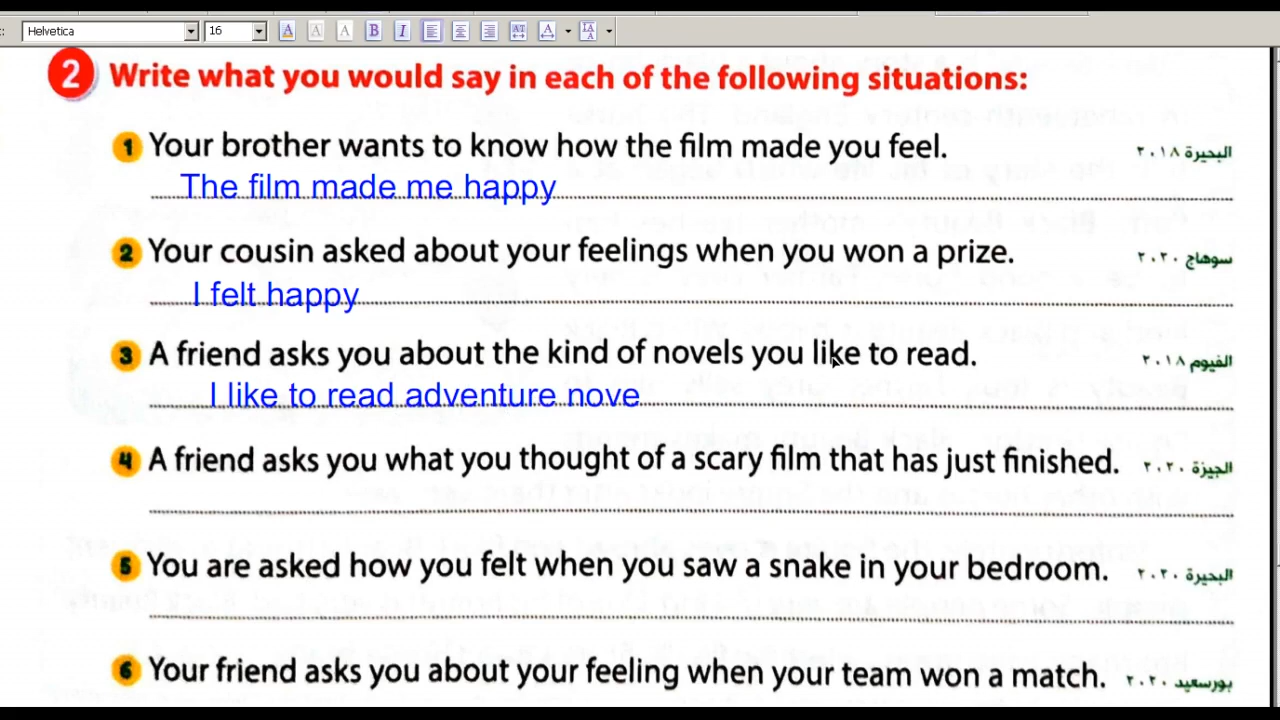 Helvetica 16
2 Write what you would say in each of the following situations:
1 Your brother wants to know how the film made you feel. البحيرة ٢٠١٨
The film made me happy
2 Your cousin asked about your feelings when you won a prize. سوهاج ٢٠٢٠
I felt happy
3 A friend asks you about the kind of novels you like to read. الفيوم ٢٠١٨
I like to read adventure nove
4 A friend asks you what you thought of a scary film that has just finished. الجيزة ٢٠٢٠
5 You are asked how you felt when you saw a snake in your bedroom. البحيرة ٢٠٢٠
6 Your friend asks you about your feeling when your team won a match. بورسعيد ٢٠٢٠